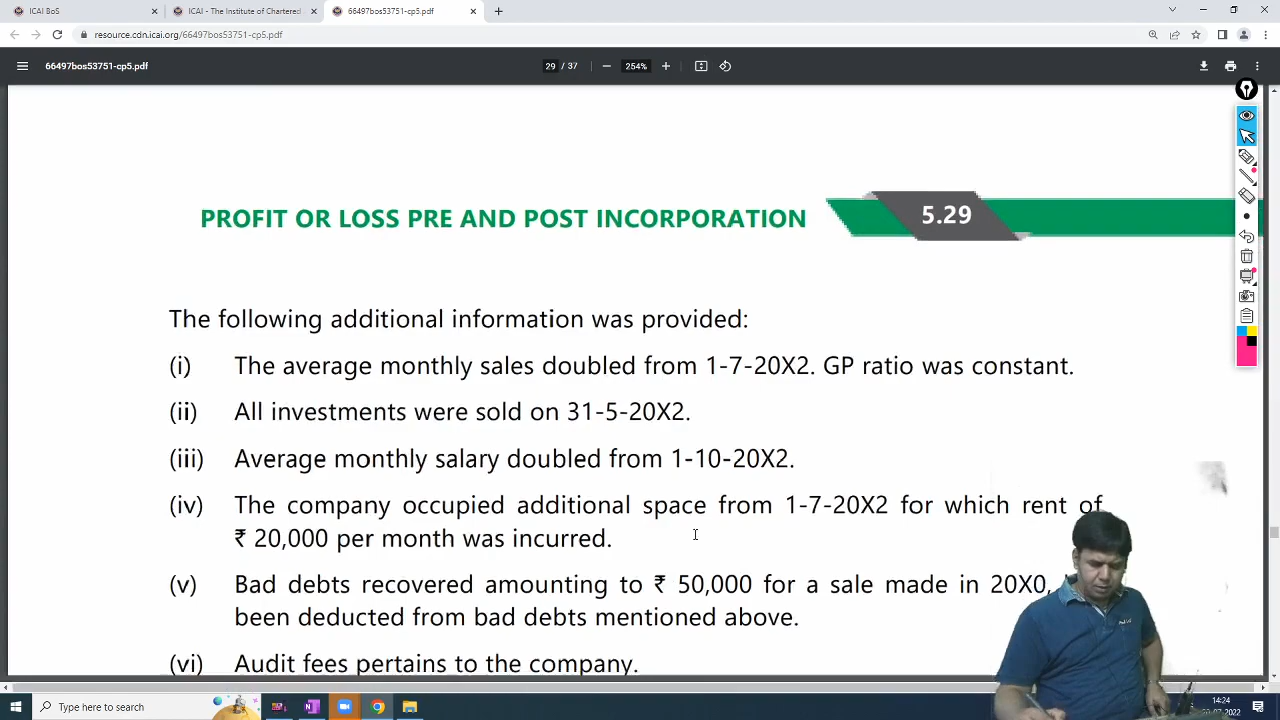 ICAI BoS
ICAI - The Institute of Chartered
66497bos53751-cp5.pdf
resource.cdn.icai.org/66497bos53751-cp5.pdf
66497bos53751-cp5.pdf
29 / 37
254%
PROFIT OR LOSS PRE AND POST INCORPORATION
5.29
The following additional information was provided:
(i) The average monthly sales doubled from 1-7-20X2. GP ratio was constant.
(ii) All investments were sold on 31-5-20X2.
(iii) Average monthly salary doubled from 1-10-20X2.
(iv) The company occupied additional space from 1-7-20X2 for which rent of
₹ 20,000 per month was incurred.
(v) Bad debts recovered amounting to ₹ 50,000 for a sale made in 20X0,
been deducted from bad debts mentioned above.
(vi) Audit fees pertains to the company.
Type here to search
14:24